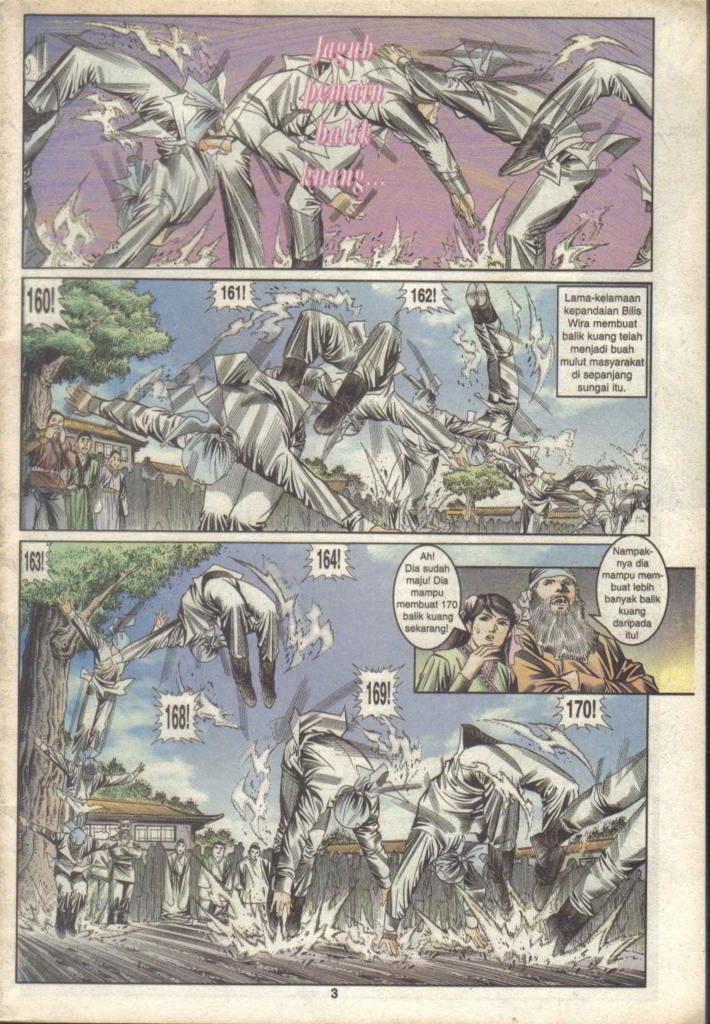 Jaguh
pemain
balik
kuang...
160!
161!
162!
Lama-kelamaan
kepandaian Bilis
Wira membuat
balik kuang telah
menjadi buah
mulut masyarakat
di sepanjang
sungai itu.
163!
164!
Ah!
Dia sudah
maju! Dia
mampu
membuat 170
balik kuang
sekarang!
Nampak-
nya dia
mampu mem-
buat lebih
banyak balik
kuang
daripada
itu!
168!
169!
170!
3